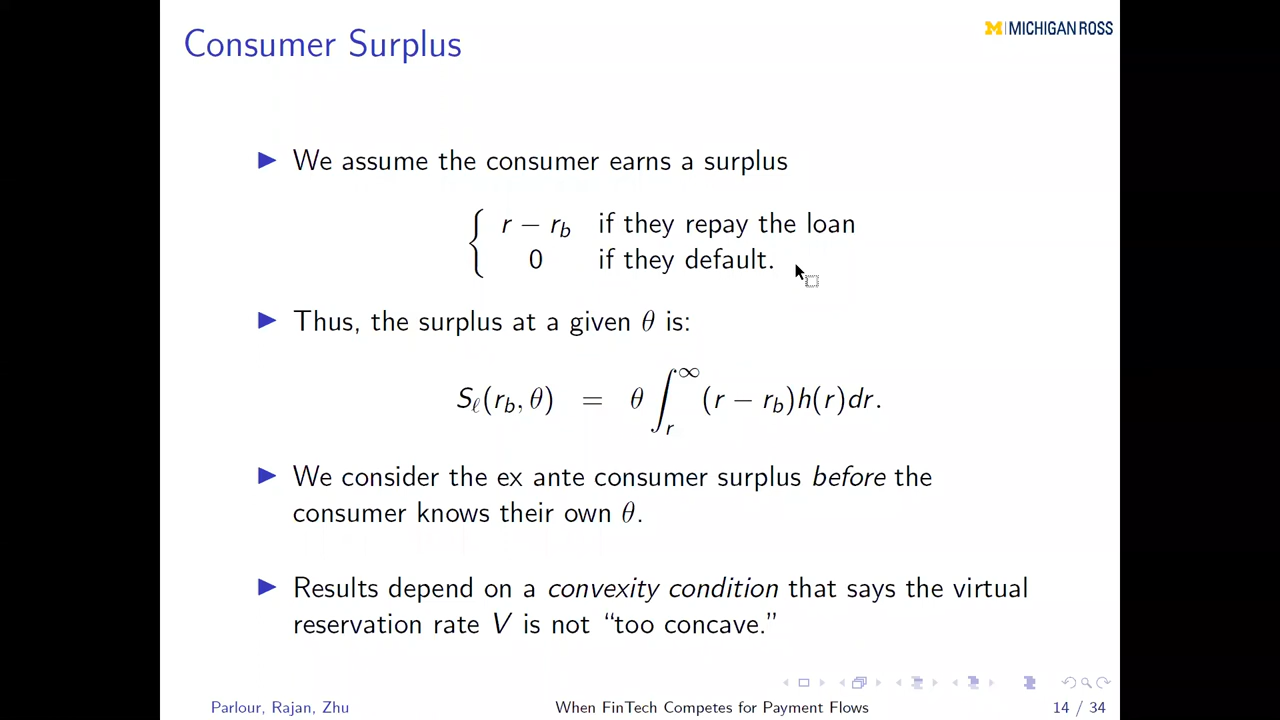 Consumer Surplus
M|MICHIGAN ROSS
▶ We assume the consumer earns a surplus
{ r − r_b if they repay the loan
0 if they default.
▶ Thus, the surplus at a given θ is:
S_ℓ(r_b, θ) = θ ∫_r^∞ (r − r_b)h(r)dr.
▶ We consider the ex ante consumer surplus before the
consumer knows their own θ.
▶ Results depend on a convexity condition that says the virtual
reservation rate V is not “too concave.”
Parlour, Rajan, Zhu When FinTech Competes for Payment Flows 14 / 34